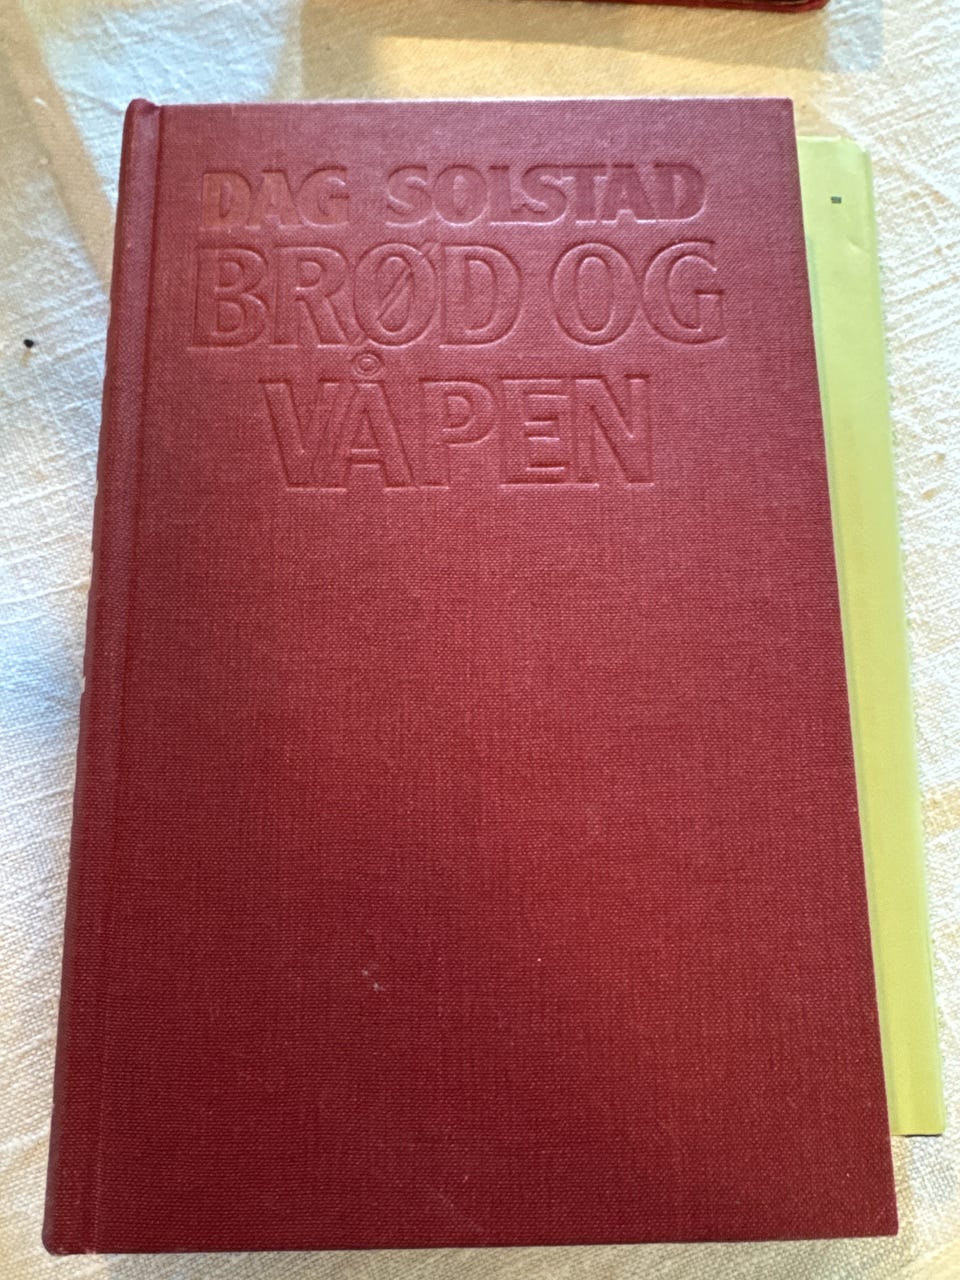 DAG SOLSTAD
BRØD OG
VÅPEN